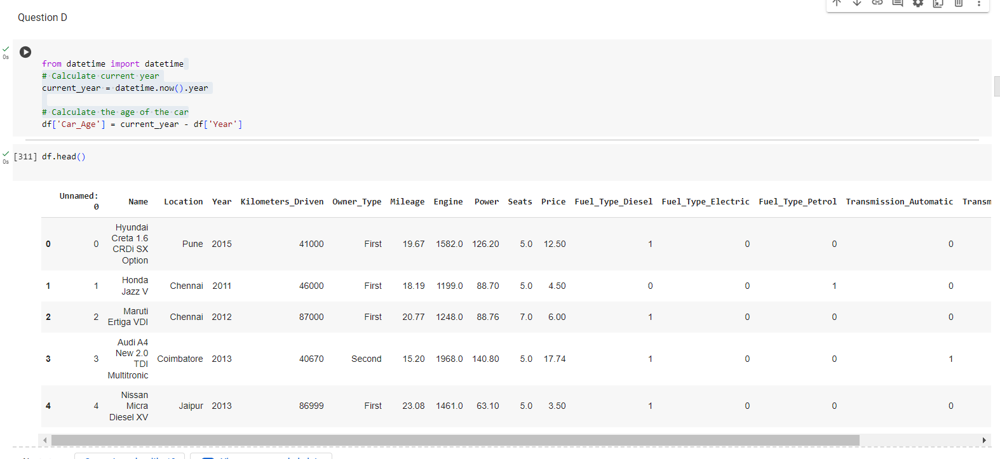 Question D
0s
from datetime import datetime
# Calculate current year
current_year = datetime.now().year
# Calculate the age of the car
df['Car_Age'] = current_year - df['Year']
0s
[311] df.head()
Unnamed: 0 Name Location Year Kilometers_Driven Owner_Type Mileage Engine Power Seats Price Fuel_Type_Diesel Fuel_Type_Electric Fuel_Type_Petrol Transmission_Automatic Transm
0 0 Hyundai Creta 1.6 CRDi SX Option Pune 2015 41000 First 19.67 1582.0 126.20 5.0 12.50 1 0 0 0
1 1 Honda Jazz V Chennai 2011 46000 First 18.19 1199.0 88.70 5.0 4.50 0 0 1 0
2 2 Maruti Ertiga VDI Chennai 2012 87000 First 20.77 1248.0 88.76 7.0 6.00 1 0 0 0
3 3 Audi A4 New 2.0 TDI Multitronic Coimbatore 2013 40670 Second 15.20 1968.0 140.80 5.0 17.74 1 0 0 1
4 4 Nissan Micra Diesel XV Jaipur 2013 86999 First 23.08 1461.0 63.10 5.0 3.50 1 0 0 0